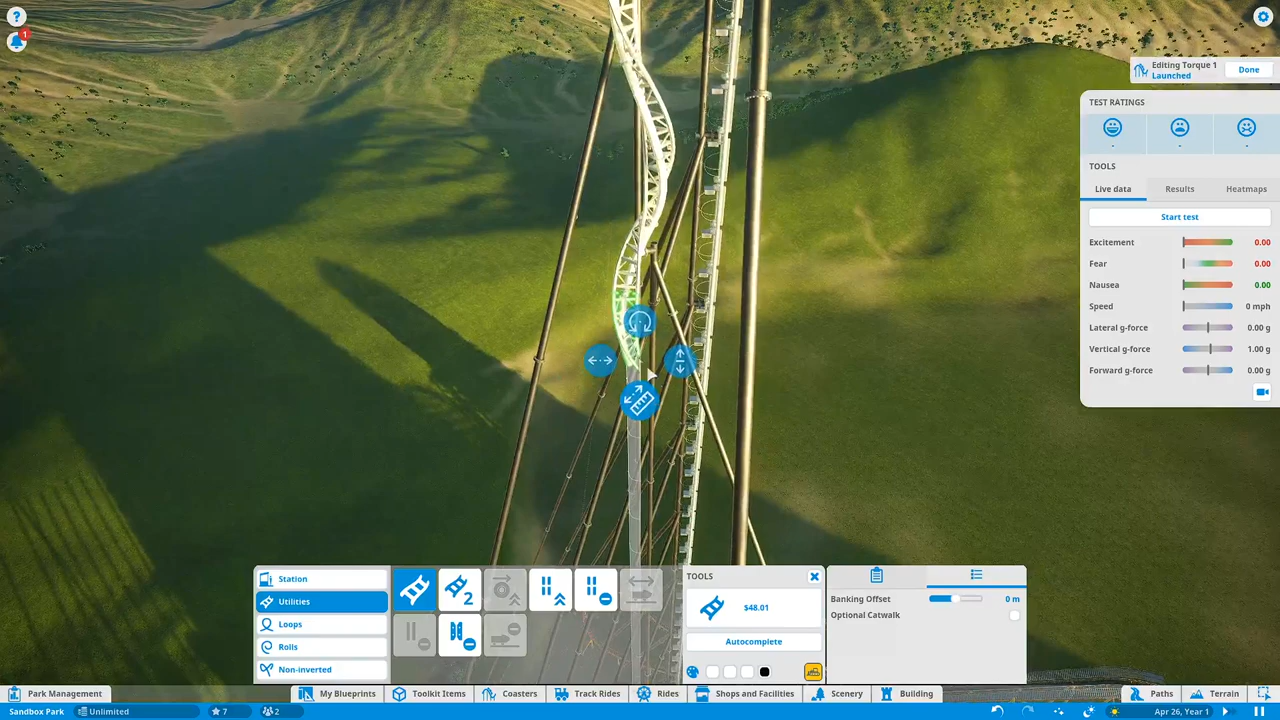 ?
1
Editing Torque 1
Launched
Done
TEST RATINGS
- - -
TOOLS
Live data Results Heatmaps
Start test
Excitement 0.00
Fear 0.00
Nausea 0.00
Speed 0 mph
Lateral g-force 0.00 g
Vertical g-force 1.00 g
Forward g-force 0.00 g
Station
Utilities
Loops
Rolls
Non-inverted
2
TOOLS
$48.01
Autocomplete
Banking Offset 0 m
Optional Catwalk
Park Management My Blueprints Toolkit Items Coasters Track Rides Rides Shops and Facilities Scenery Building Paths Terrain
Sandbox Park Unlimited 7 2 Apr 26, Year 1